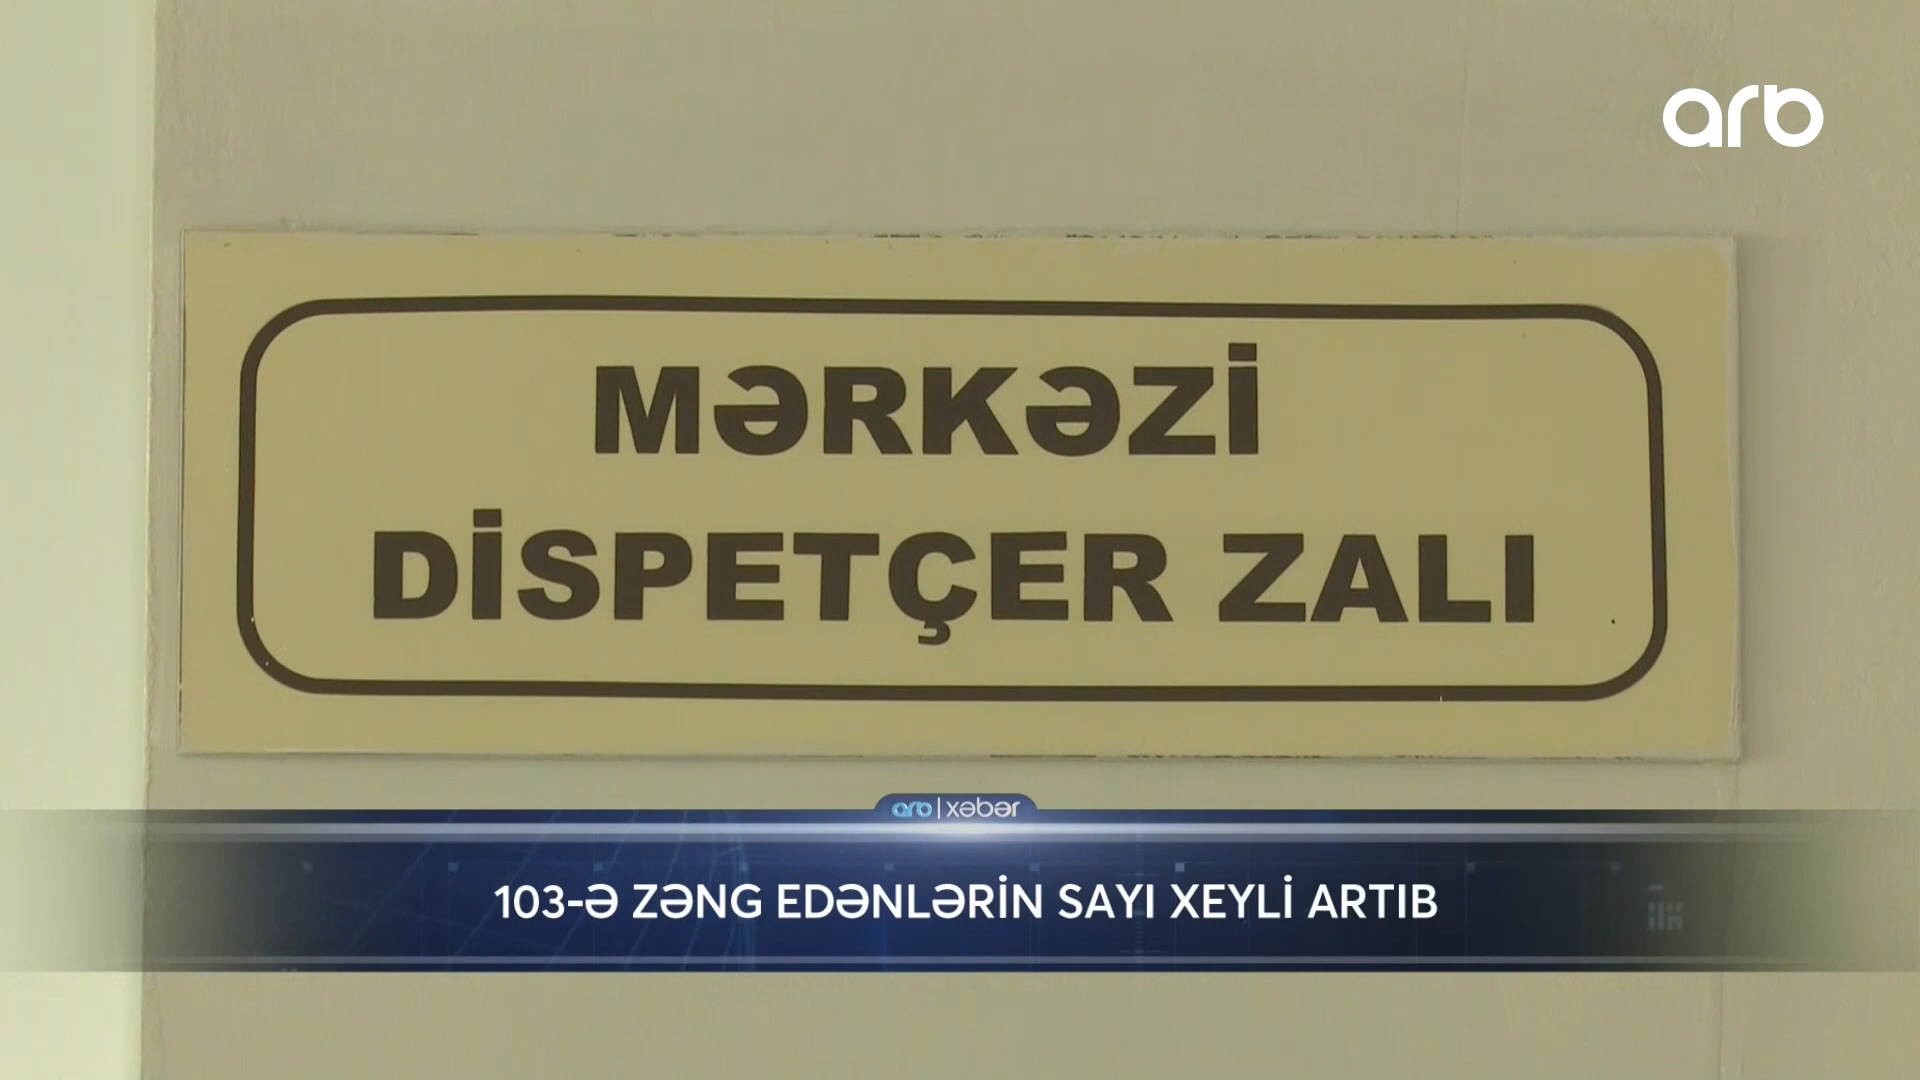 arb
MƏRKƏZİ
DİSPETÇER ZALI
arb | xəbər
103-Ə ZƏNG EDƏNLƏRİN SAYI XEYLİ ARTIB